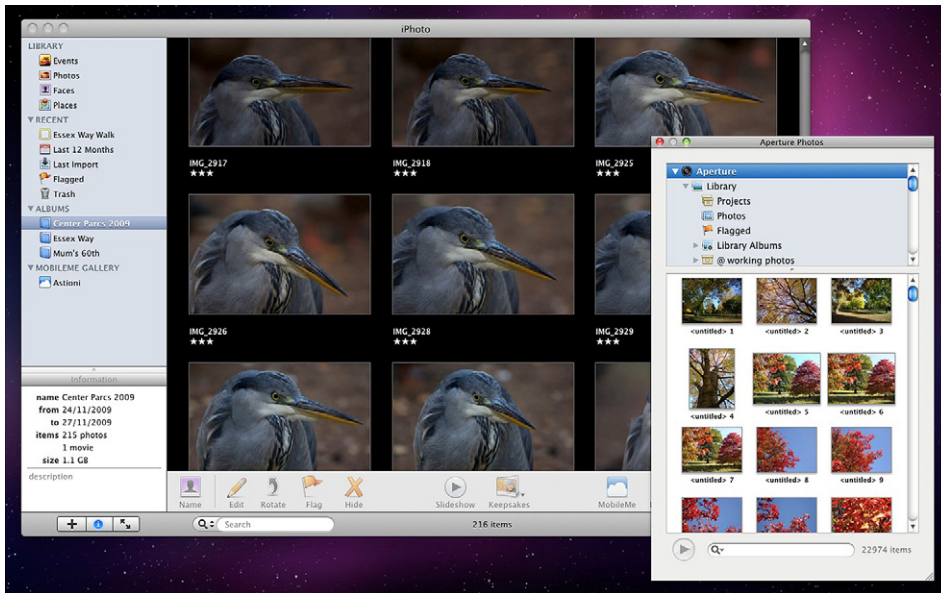 iPhoto
LIBRARY
Events
Photos
Faces
Places
RECENT
Essex Way Walk
Last 12 Months
Last Import
Flagged
Trash
ALBUMS
Center Parcs 2009
Essex Way
Mum's 60th
MOBILEME GALLERY
Astioni
Information
name Center Parcs 2009
from 24/11/2009
to 27/11/2009
items 215 photos
1 movie
size 1.1 GB
description
IMG_2917
IMG_2918
IMG_2925
★★★
★★★
★★★
IMG_2926
IMG_2928
IMG_2929
★★★
★★★
★★★
Name
Edit
Rotate
Flag
Hide
Slideshow
Keepsakes
MobileMe
Search
216 items
Aperture Photos
Aperture
Library
Projects
Photos
Flagged
Library Albums
@ working photos
<untitled> 1
<untitled> 2
<untitled> 3
<untitled> 4
<untitled> 5
<untitled> 6
<untitled> 7
<untitled> 8
<untitled> 9
22974 items